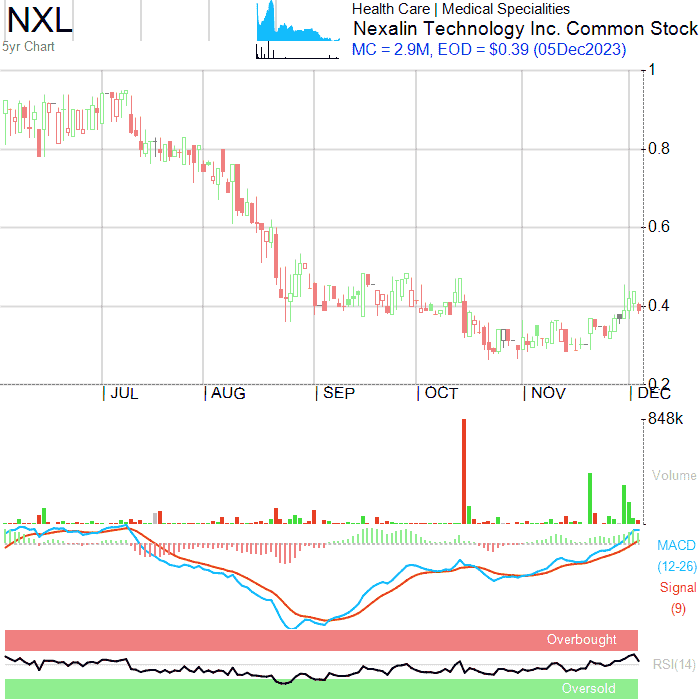 NXL
5yr Chart
Health Care | Medical Specialities
Nexalin Technology Inc. Common Stock
MC = 2.9M, EOD = $0.39 (05Dec2023)
1
0.8
0.6
0.4
0.2
JUL AUG SEP OCT NOV DEC
848k
Volume
MACD
(12-26)
Signal
(9)
Overbought
RSI(14)
Oversold